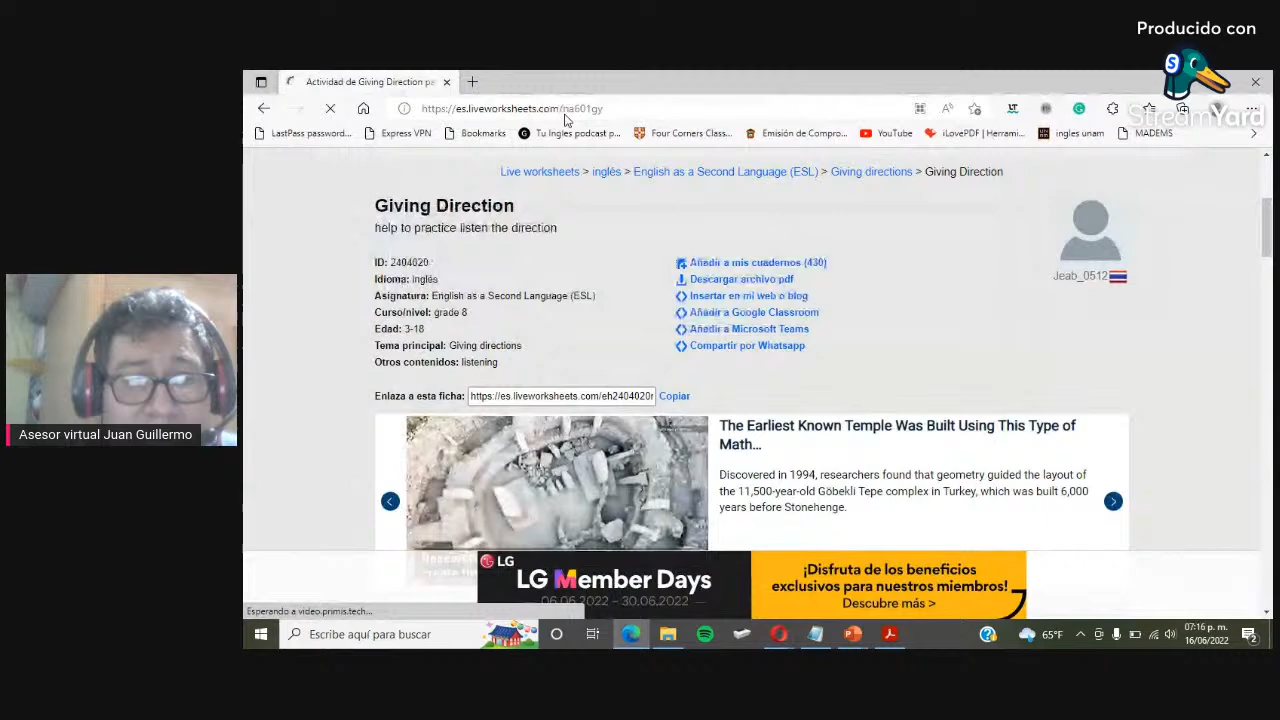 Producido con
StreamYard
Actividad de Giving Direction pa
https://es.liveworksheets.com/na601gy
LastPass password...
Express VPN
Bookmarks
Tu Ingles podcast p...
Four Corners Class...
Emisión de Compro...
YouTube
iLovePDF | Herrami...
ingles unam
MADEMS
Live worksheets > inglés > English as a Second Language (ESL) > Giving directions > Giving Direction
Giving Direction
help to practice listen the direction
ID: 2404020
Idioma: Inglés
Asignatura: English as a Second Language (ESL)
Curso/nivel: grade 8
Edad: 3-18
Tema principal: Giving directions
Otros contenidos: listening
Añadir a mis cuadernos (430)
Descargar archivo pdf
Insertar en mi web o blog
Añadir a Google Classroom
Añadir a Microsoft Teams
Compartir por Whatsapp
Jeab_0512
Enlaza a esta ficha: https://es.liveworksheets.com/eh2404020r Copiar
The Earliest Known Temple Was Built Using This Type of
Math...
Discovered in 1994, researchers found that geometry guided the layout of
the 11,500-year-old Göbekli Tepe complex in Turkey, which was built 6,000
years before Stonehenge.
Asesor virtual Juan Guillermo
LG
LG Member Days
06.06.2022 - 30.06.2022
¡Disfruta de los beneficios
exclusivos para nuestros miembros!
Descubre más >
Esperando a video.primis.tech...
Escribe aquí para buscar
65°F
07:16 p. m.
16/06/2022
2